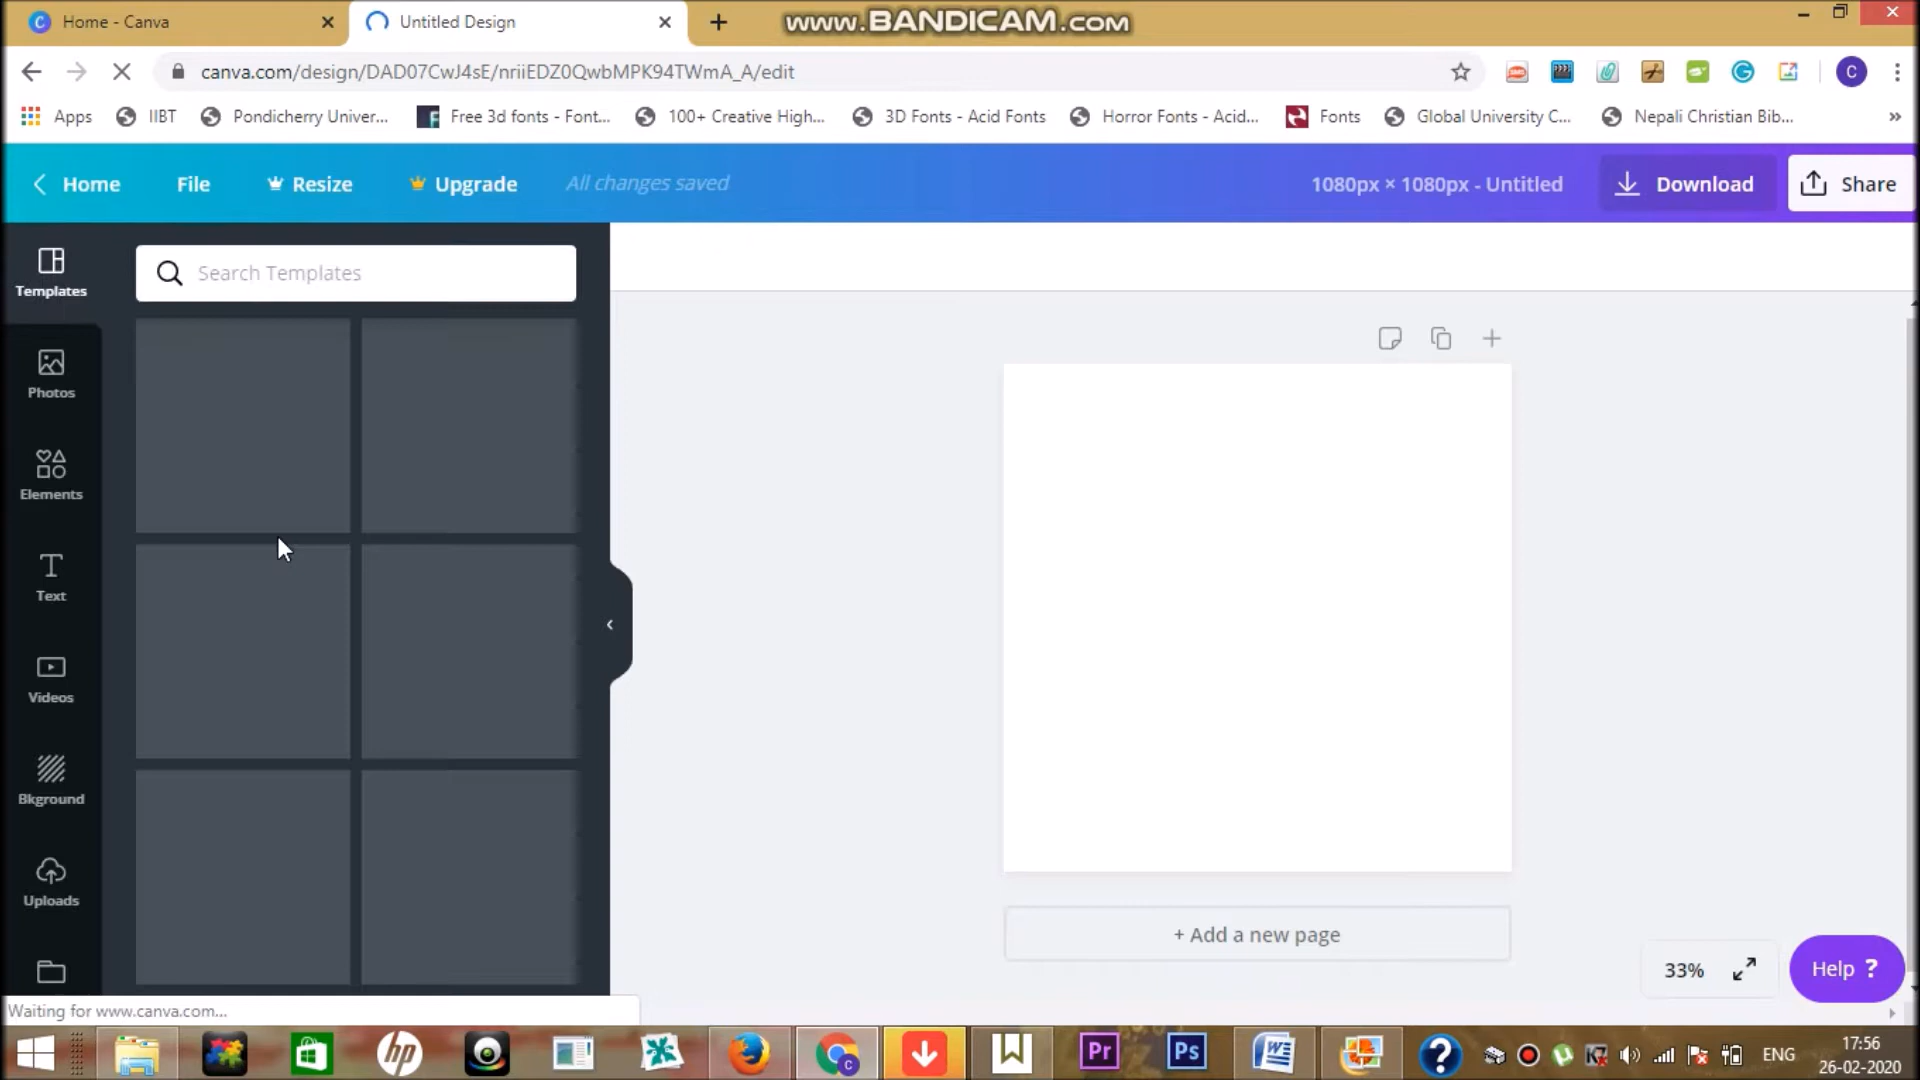 Home - Canva
Untitled Design
www.BANDICAM.com
canva.com/design/DAD07CwJ4sE/nriiEDZ0QwbMPK94TWmA_A/edit
C
Apps
IIBT
Pondicherry Univer...
Free 3d fonts - Font...
100+ Creative High...
3D Fonts - Acid Fonts
Horror Fonts - Acid...
Fonts
Global University C...
Nepali Christian Bib...
Home
File
Resize
Upgrade
All changes saved
1080px × 1080px - Untitled
Download
Share
Templates
Search Templates
Photos
Elements
Text
Videos
Bkground
Uploads
+ Add a new page
33%
Help ?
Waiting for www.canva.com...
hp
Pr
Ps
ENG
17:56
26-02-2020